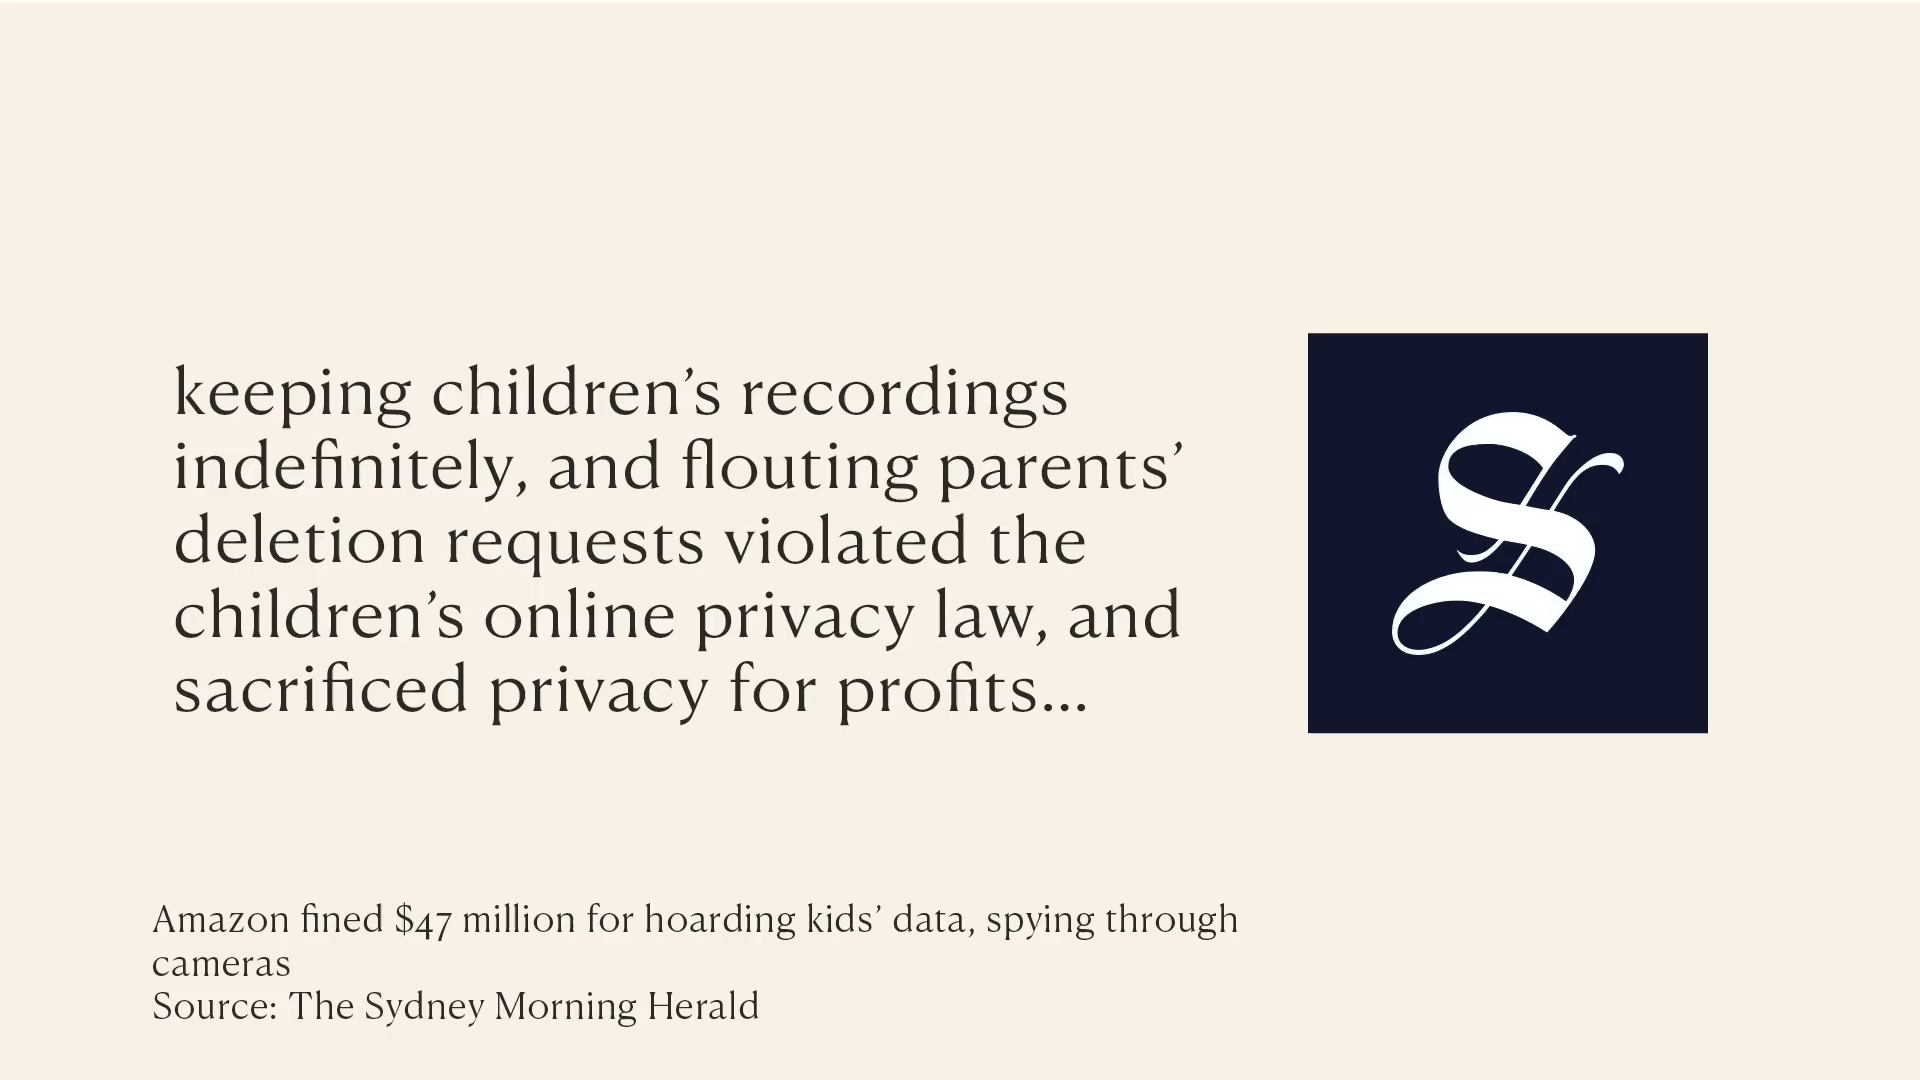 keeping children’s recordings
indefinitely, and flouting parents’
deletion requests violated the
children’s online privacy law, and
sacrificed privacy for profits...
S
Amazon fined $47 million for hoarding kids’ data, spying through
cameras
Source: The Sydney Morning Herald